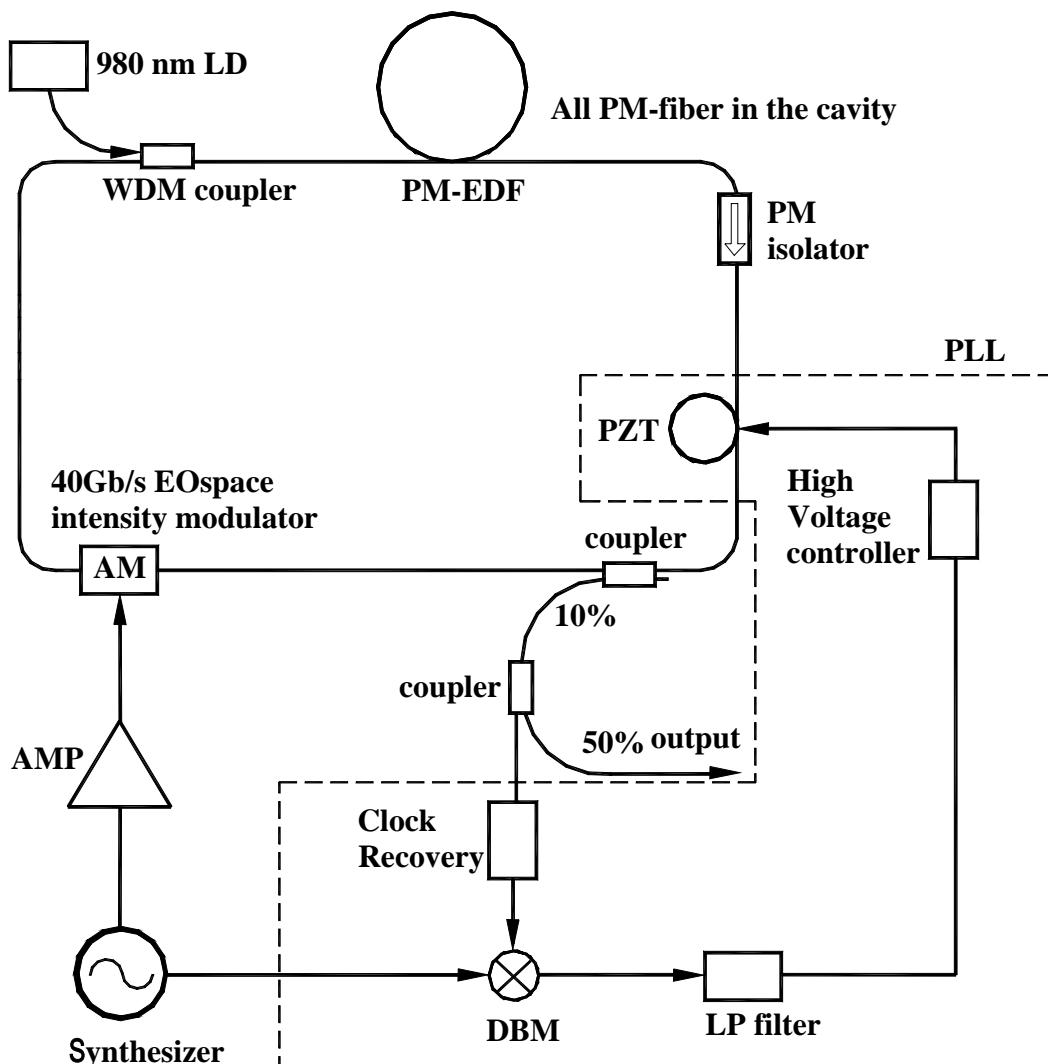 980 nm LD
All PM-fiber in the cavity
WDM coupler
PM-EDF
PM
isolator
PLL
PZT
40Gb/s EOspace
intensity modulator
High
Voltage
controller
coupler
AM
10%
coupler
50% output
AMP
Clock
Recovery
DBM
LP filter
Synthesizer